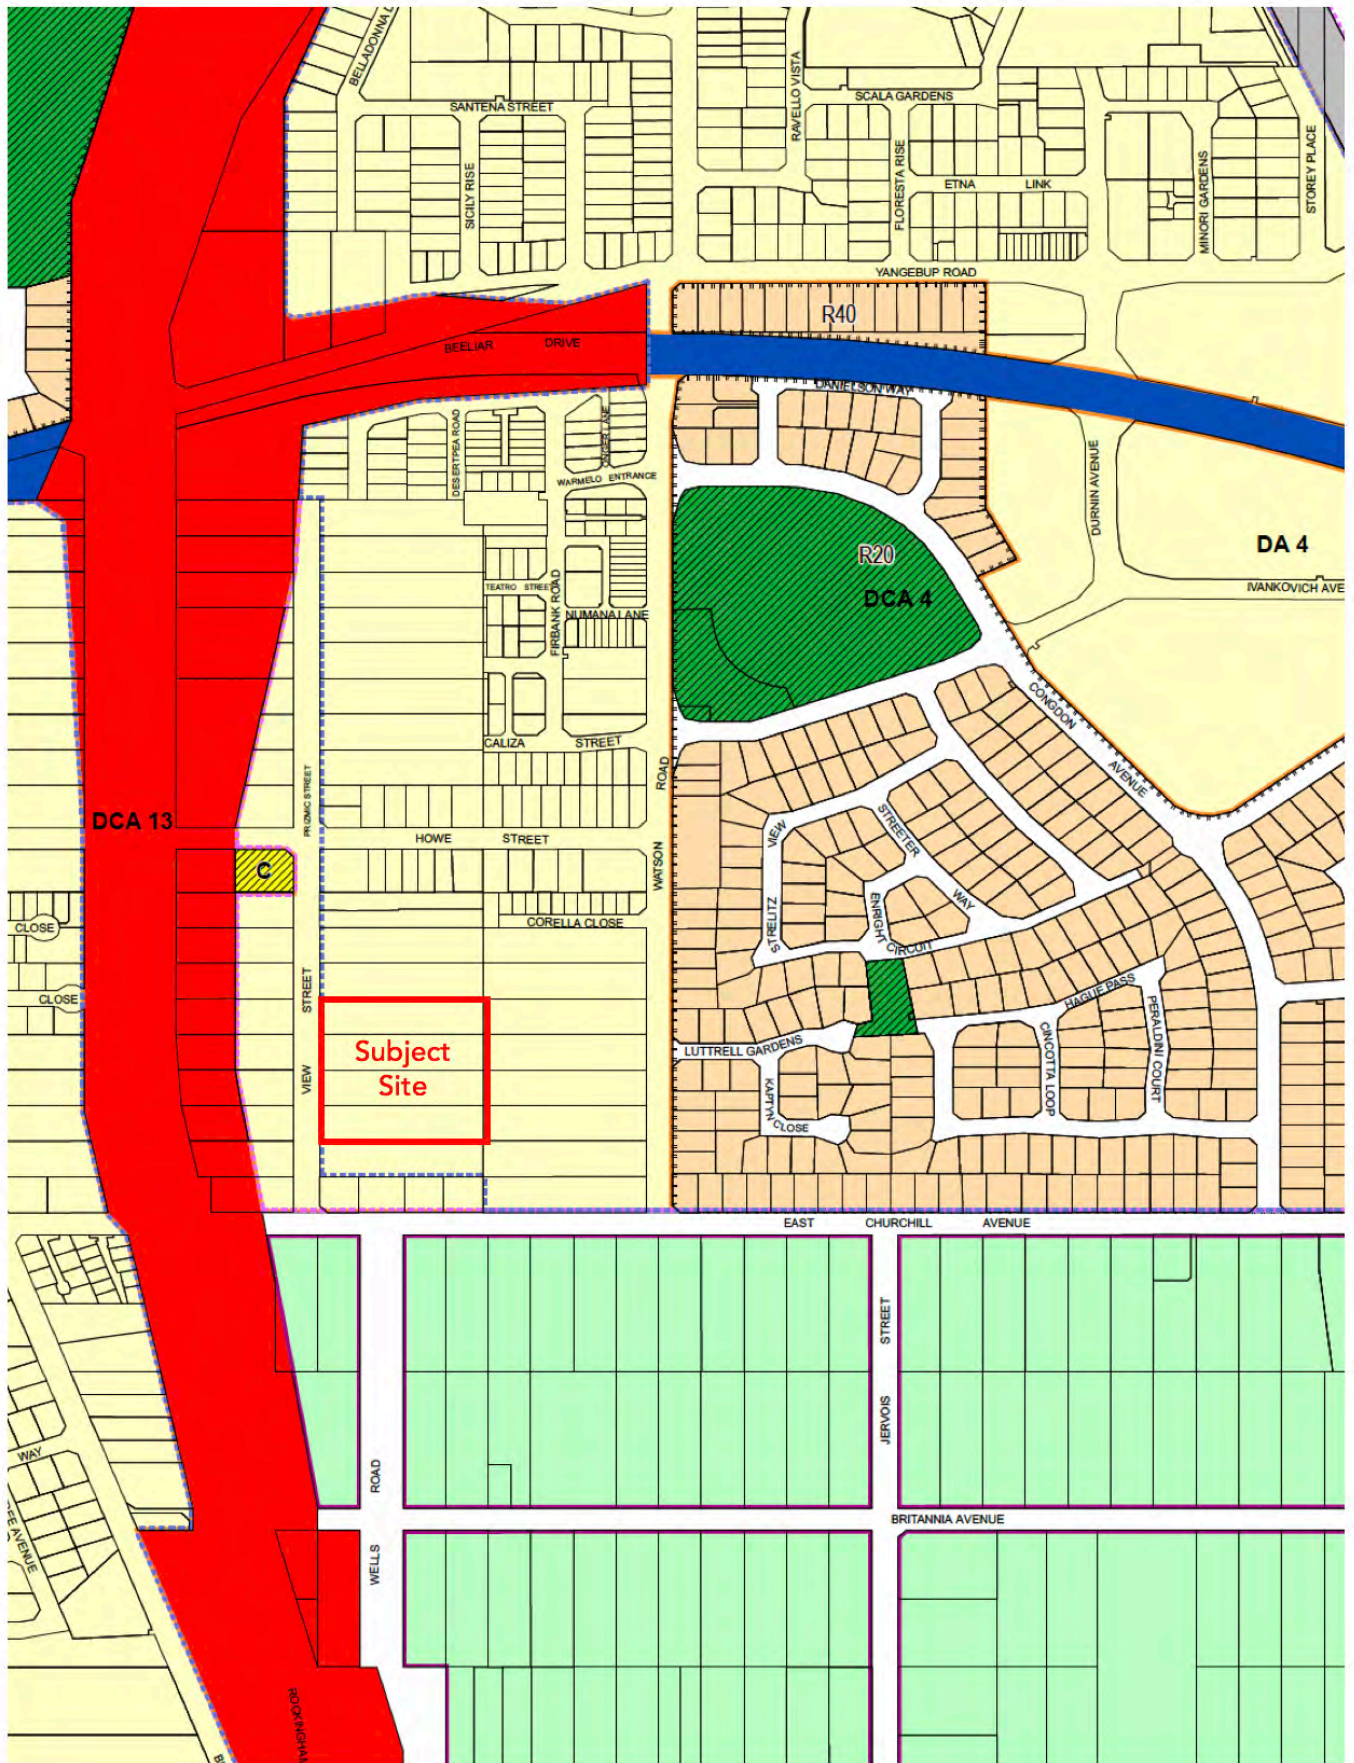 BELLADONNA D
SANTENA STREET
SICILY RISE
RAVELLO VISTA
SCALA GARDENS
FLORESTA RISE
ETNA LINK
MINORI GARDENS
STOREY PLACE
YANGEBUP ROAD
R40
BEELIAR DRIVE
DANIELSON WAY
DESERTPEA ROAD
WARMELO ENTRANCE
DURNIN AVENUE
DA 4
R20
DCA 4
IVANKOVICH AVE
TEATRO STREET
FIRBANK ROAD
NUMANA LANE
CALIZA STREET
CONGDON AVENUE
PRIZMIC STREET
DCA 13
HOWE STREET
WATSON ROAD
C
STRELITZ VIEW
STREETER WAY
ENRIGHT CIRCUIT
CORELLA CLOSE
CLOSE
CLOSE
VIEW STREET
HAGUE PASS
PERALDINI COURT
CINCOTTA LOOP
LUTTRELL GARDENS
KAPTYN CLOSE
Subject
Site
EAST CHURCHILL AVENUE
JERVOIS STREET
WAY
WELLS ROAD
BRITANNIA AVENUE
AVENUE
ROCKINGHAM